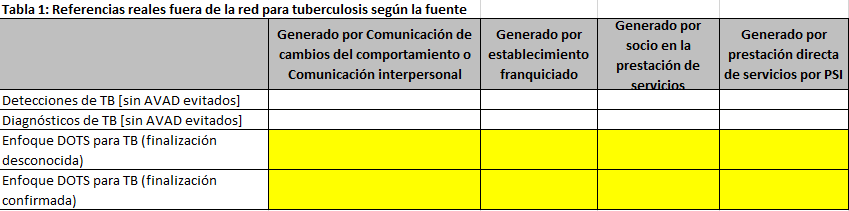 Tabla 1: Referencias reales fuera de la red para tuberculosis según la fuente
Generado por Comunicación de
cambios del comportamiento o
Comunicación interpersonal
Generado por
establecimiento
franquiciado
Generado por
socio en la
prestación de
servicios
Generado por
prestación directa
de servicios por PSI
Detecciones de TB [sin AVAD evitados]
Diagnósticos de TB [sin AVAD evitados]
Enfoque DOTS para TB (finalización
desconocida)
Enfoque DOTS para TB (finalización
confirmada)